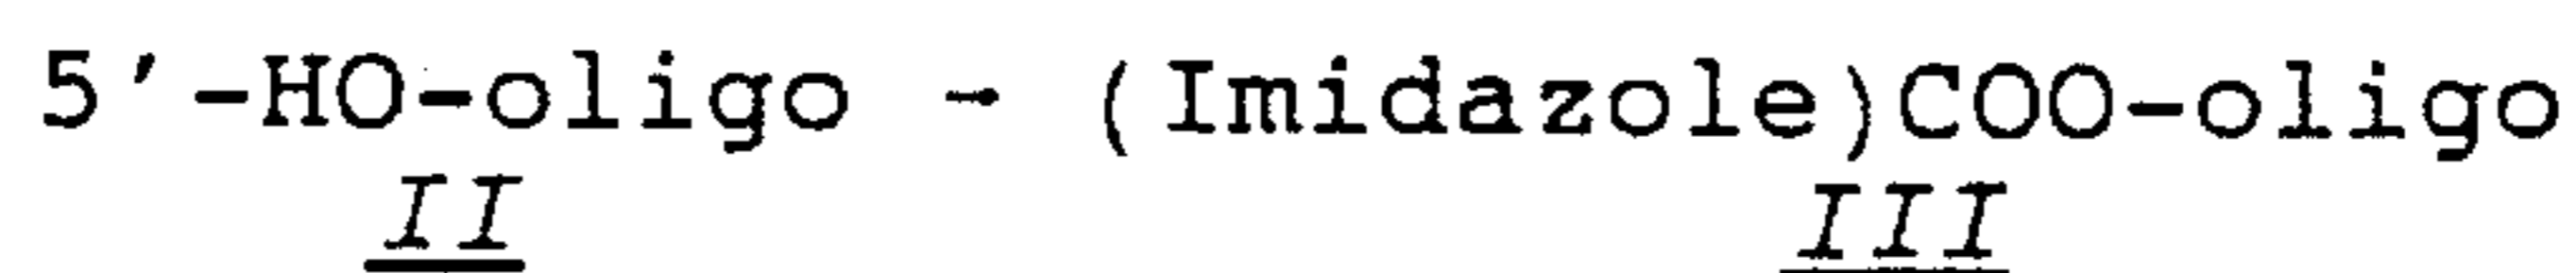 5'-HO-oligo → (Imidazole)COO-oligo
II III